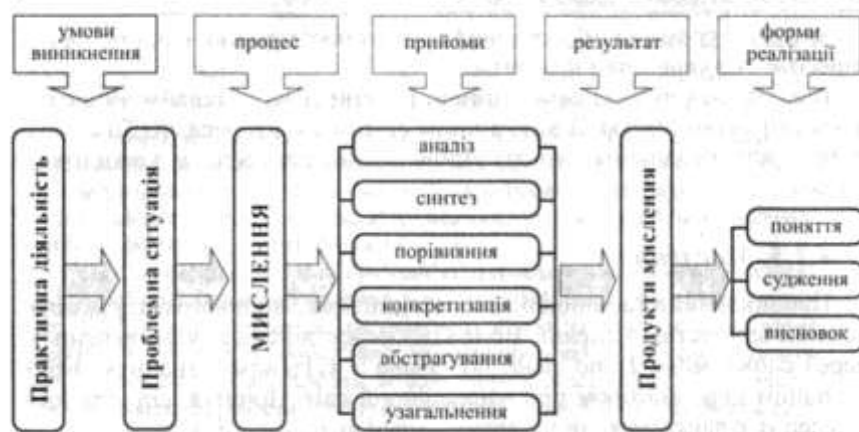 умови
виникнення
процес
прийоми
результат
форми
реалізації
Практична діяльність
Проблемна ситуація
МИСЛЕННЯ
аналіз
синтез
порівняння
конкретизація
абстрагування
узагальнення
Продукти мислення
поняття
судження
висновок